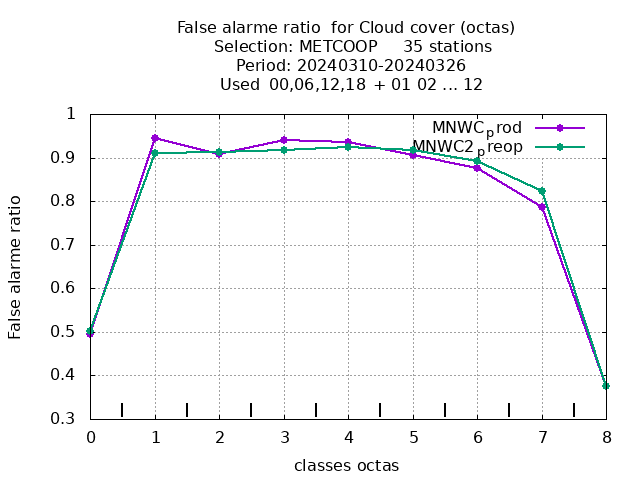 False alarme ratio  for Cloud cover (octas)
Selection: METCOOP     35 stations
Period: 20240310-20240326
Used  00,06,12,18  + 01 02 ... 12
MNWCprod
MNWC2preop
1
0.9
0.8
0.7
0.6
0.5
0.4
0.3
False alarme ratio
0 1 2 3 4 5 6 7 8
classes octas